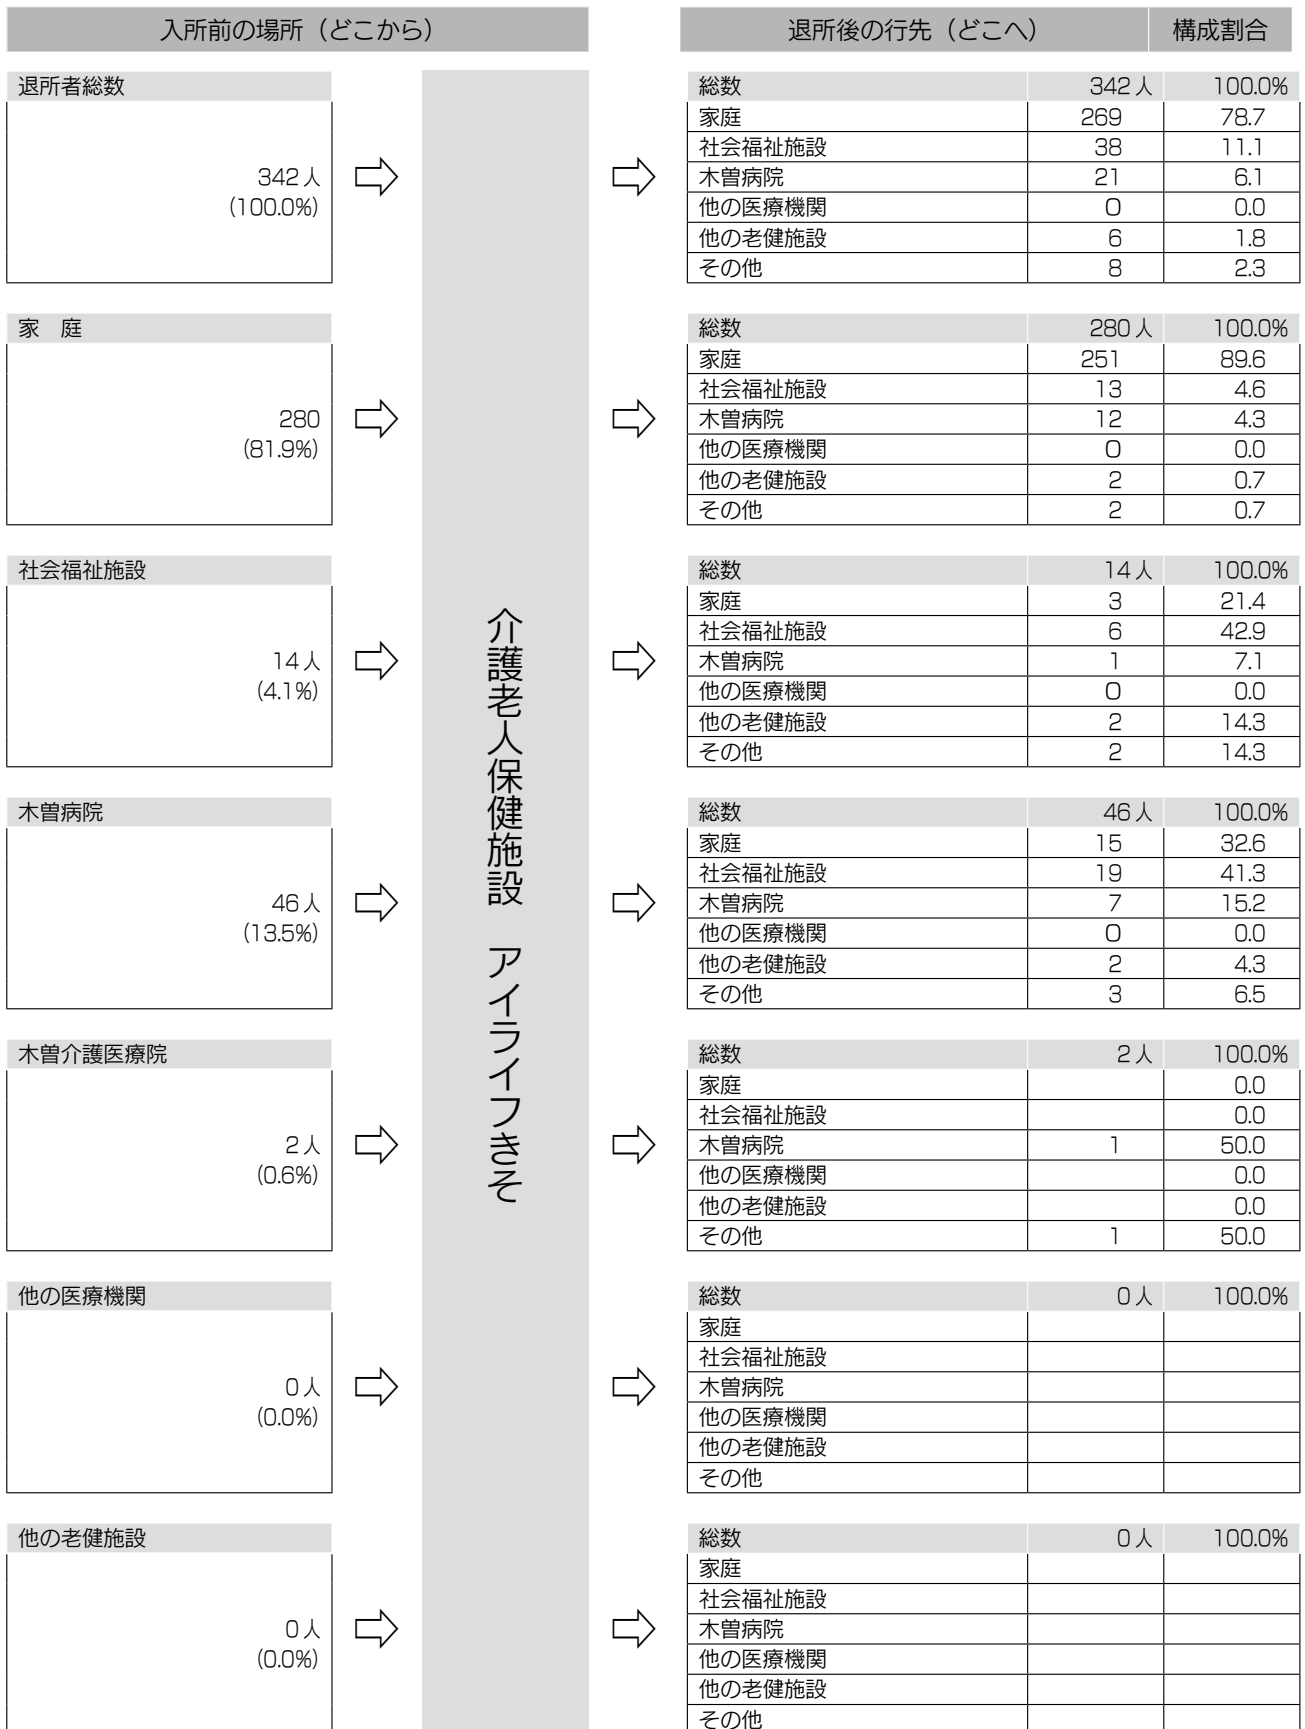 入所前の場所（どこから）
退所後の行先（どこへ） 構成割合
退所者総数
342人
(100.0%)
総数 342人 100.0%
家庭 269 78.7
社会福祉施設 38 11.1
木曽病院 21 6.1
他の医療機関 0 0.0
他の老健施設 6 1.8
その他 8 2.3
家　庭
280
(81.9%)
総数 280人 100.0%
家庭 251 89.6
社会福祉施設 13 4.6
木曽病院 12 4.3
他の医療機関 0 0.0
他の老健施設 2 0.7
その他 2 0.7
社会福祉施設
14人
(4.1%)
総数 14人 100.0%
家庭 3 21.4
社会福祉施設 6 42.9
木曽病院 1 7.1
他の医療機関 0 0.0
他の老健施設 2 14.3
その他 2 14.3
介護老人保健施設　アイライフきそ
木曽病院
46人
(13.5%)
総数 46人 100.0%
家庭 15 32.6
社会福祉施設 19 41.3
木曽病院 7 15.2
他の医療機関 0 0.0
他の老健施設 2 4.3
その他 3 6.5
木曽介護医療院
2人
(0.6%)
総数 2人 100.0%
家庭 0.0
社会福祉施設 0.0
木曽病院 1 50.0
他の医療機関 0.0
他の老健施設 0.0
その他 1 50.0
他の医療機関
0人
(0.0%)
総数 0人 100.0%
家庭
社会福祉施設
木曽病院
他の医療機関
他の老健施設
その他
他の老健施設
0人
(0.0%)
総数 0人 100.0%
家庭
社会福祉施設
木曽病院
他の医療機関
他の老健施設
その他